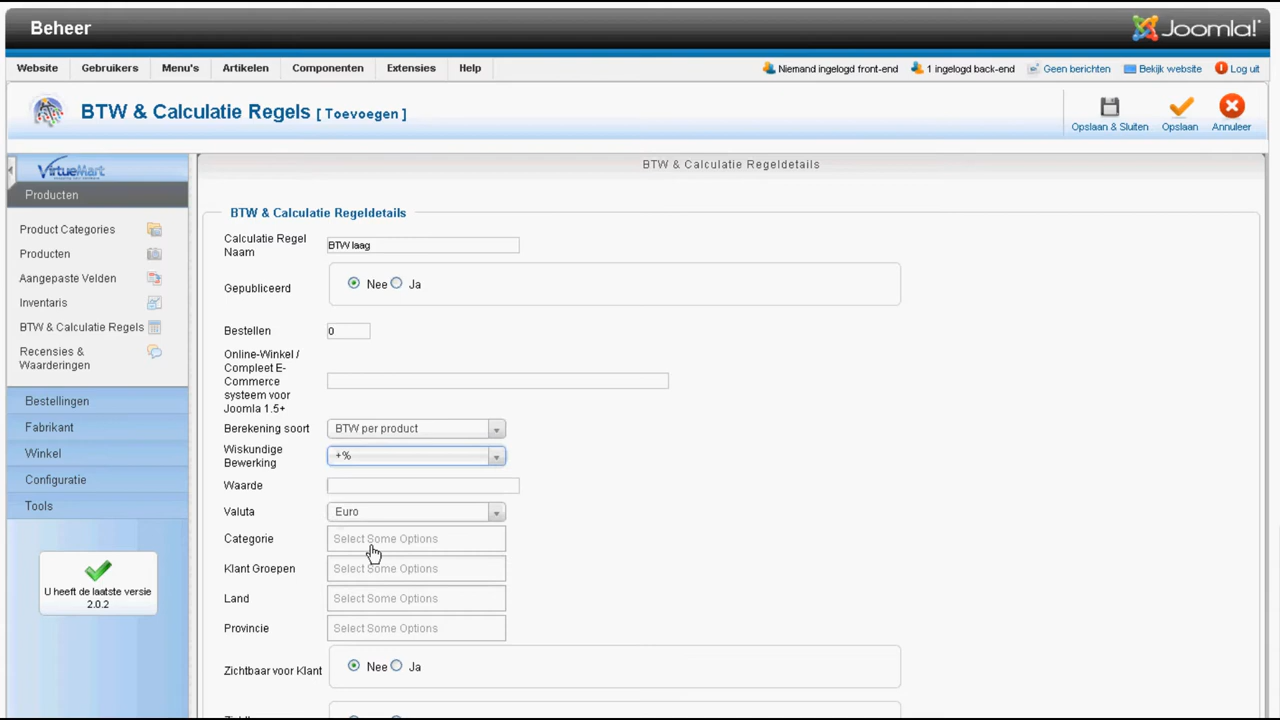 Beheer
Joomla!
Website Gebruikers Menu's Artikelen Componenten Extensies Help
Niemand ingelogd front-end 1 ingelogd back-end Geen berichten Bekijk website Log uit
BTW & Calculatie Regels [ Toevoegen ]
Opslaan & Sluiten Opslaan Annuleer
VirtueMart
Producten
Product Categories
Producten
Aangepaste Velden
Inventaris
BTW & Calculatie Regels
Recensies &
Waarderingen
Bestellingen
Fabrikant
Winkel
Configuratie
Tools
U heeft de laatste versie
2.0.2
BTW & Calculatie Regeldetails
BTW & Calculatie Regeldetails
Calculatie Regel
Naam
BTW laag
Gepubliceerd
Nee Ja
Bestellen
0
Online-Winkel /
Compleet E-
Commerce
systeem voor
Joomla 1.5+
Berekening soort
BTW per product
Wiskundige
Bewerking
+%
Waarde
Valuta
Euro
Categorie
Select Some Options
Klant Groepen
Select Some Options
Land
Select Some Options
Provincie
Select Some Options
Zichtbaar voor Klant
Nee Ja